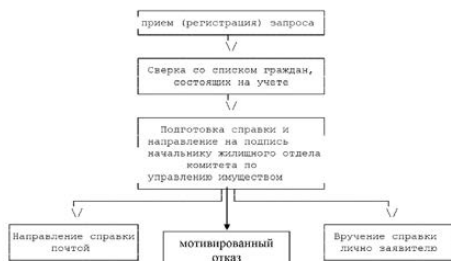 прием (регистрация) запроса
Сверка со списком граждан,
состоящих на учете
Подготовка справки и
направление на подпись
начальнику жилищного отдела
комитета по
управлению имуществом
Направление справки
почтой
мотивированный
отказ
Вручение справки
лично заявителю